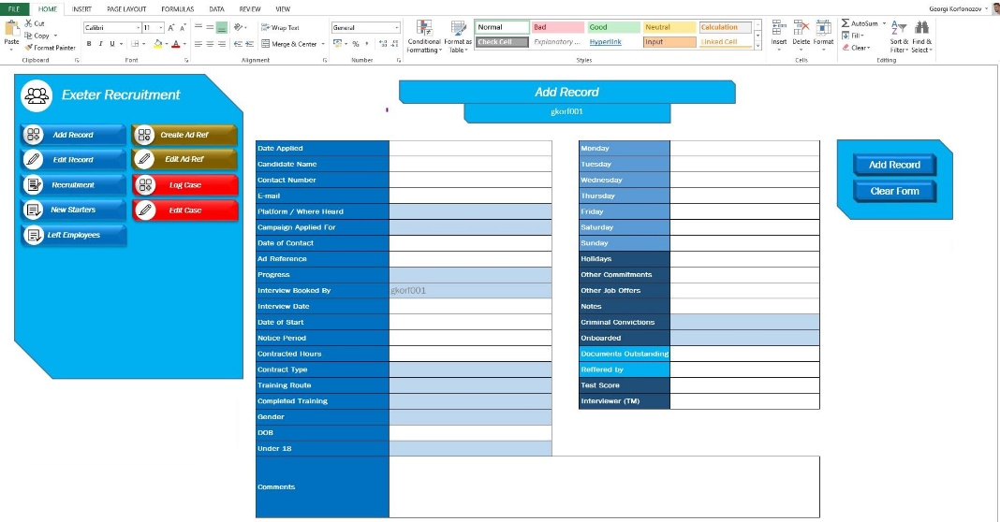 FILE HOME INSERT PAGE LAYOUT FORMULAS DATA REVIEW VIEW Georgi Korfonozov
Cut
Copy
Format Painter
Paste
Clipboard
Calibri 11
B I U
Font
Wrap Text
Merge & Center
Alignment
General
Number
Conditional Formatting
Format as Table
Normal Bad Good Neutral Calculation
Check Cell Explanatory ... Hyperlink Input Linked Cell
Styles
Insert Delete Format
Cells
AutoSum
Fill
Clear
Sort & Filter
Find & Select
Editing
Exeter Recruitment
Add Record Create Ad Ref
Edit Record Edit Ad Ref
Recruitment Log Case
New Starters Edit Case
Left Employees
Add Record
gkorf001
Date Applied
Candidate Name
Contact Number
E-mail
Platform / Where Heard
Campaign Applied For
Date of Contact
Ad Reference
Progress
Interview Booked By gkorf001
Interview Date
Date of Start
Notice Period
Contracted Hours
Contract Type
Training Route
Completed Training
Gender
DOB
Under 18
Comments
Monday
Tuesday
Wednesday
Thursday
Friday
Saturday
Sunday
Holidays
Other Commitments
Other Job Offers
Notes
Criminal Convictions
Onboarded
Documents Outstanding
Reffered by
Test Score
Interviewer (TM)
Add Record
Clear Form